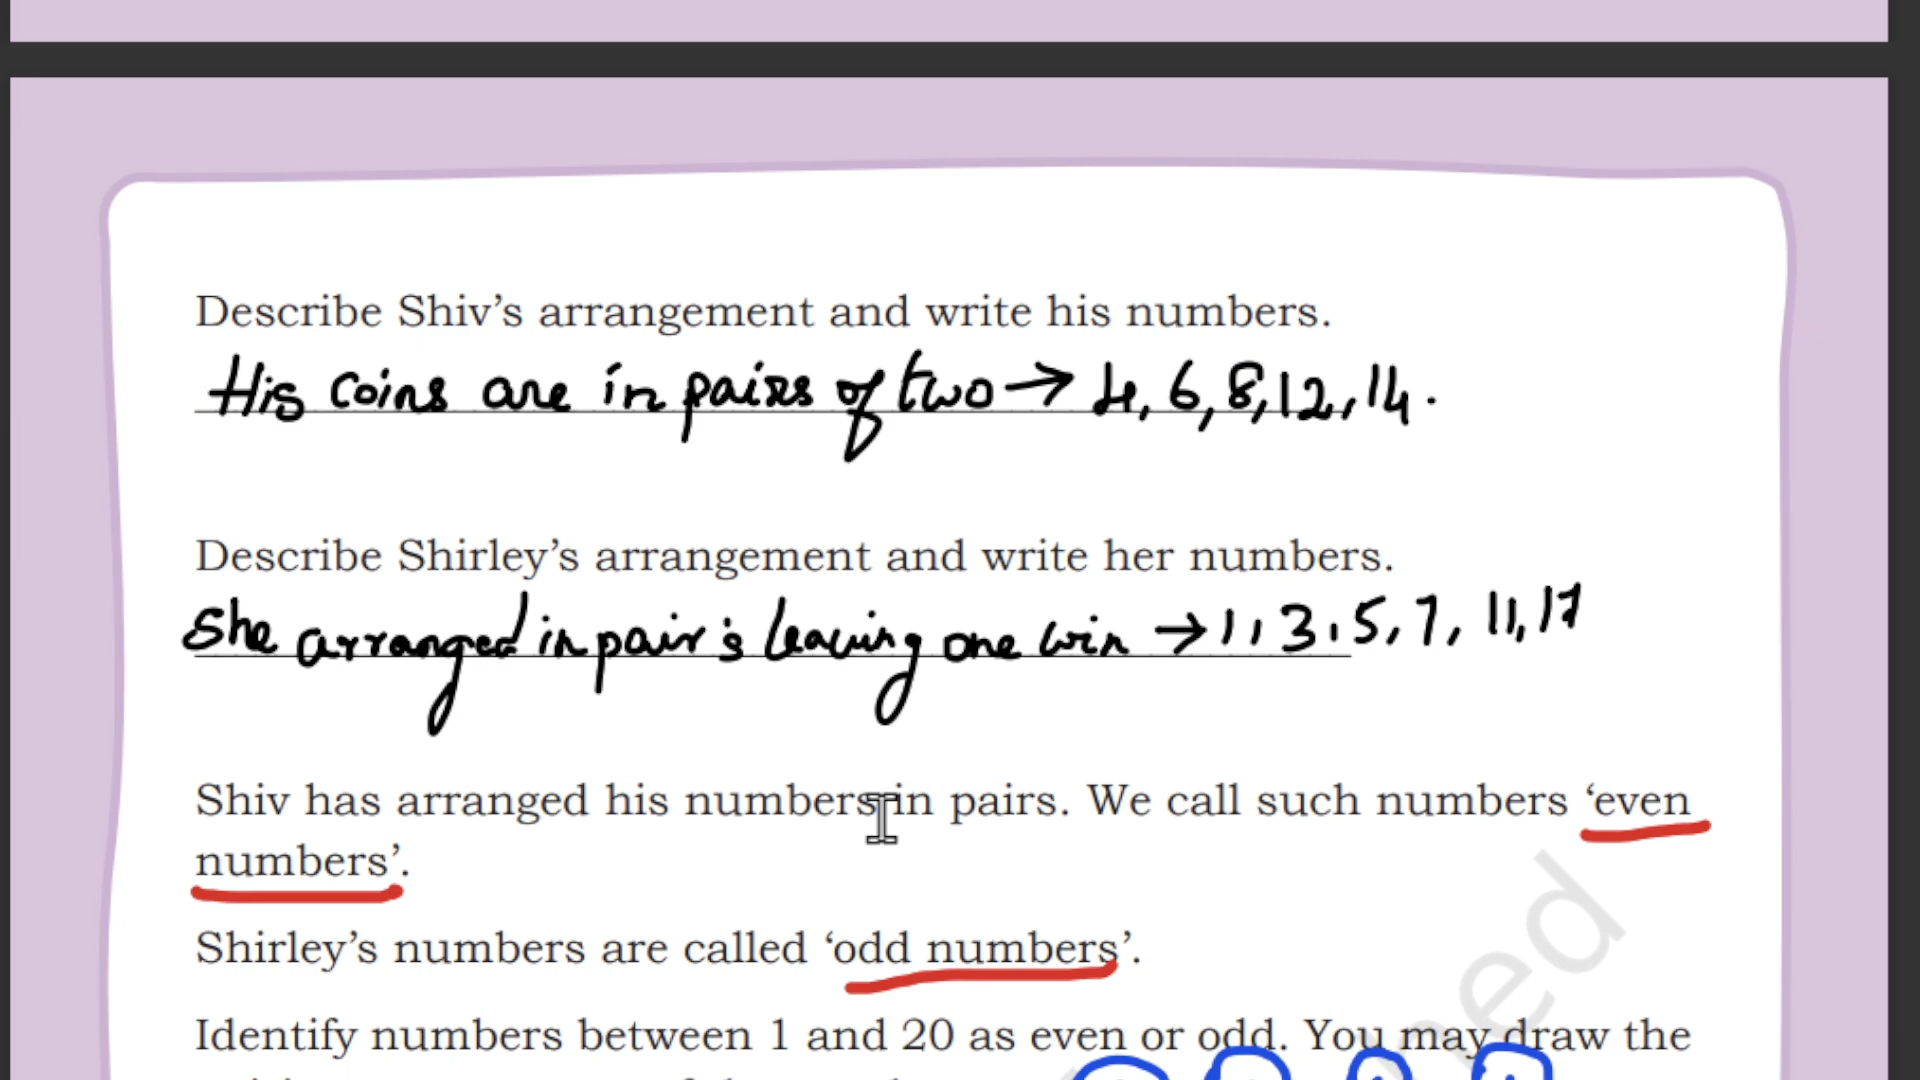 Describe Shiv’s arrangement and write his numbers.
His coins are in pairs of two → 4, 6, 8, 12, 14.
Describe Shirley’s arrangement and write her numbers.
She arranged in pair's leaving one win → 1, 3, 5, 7, 11, 17
Shiv has arranged his numbers in pairs. We call such numbers ‘even
numbers’.
Shirley’s numbers are called ‘odd numbers’.
Identify numbers between 1 and 20 as even or odd. You may draw the